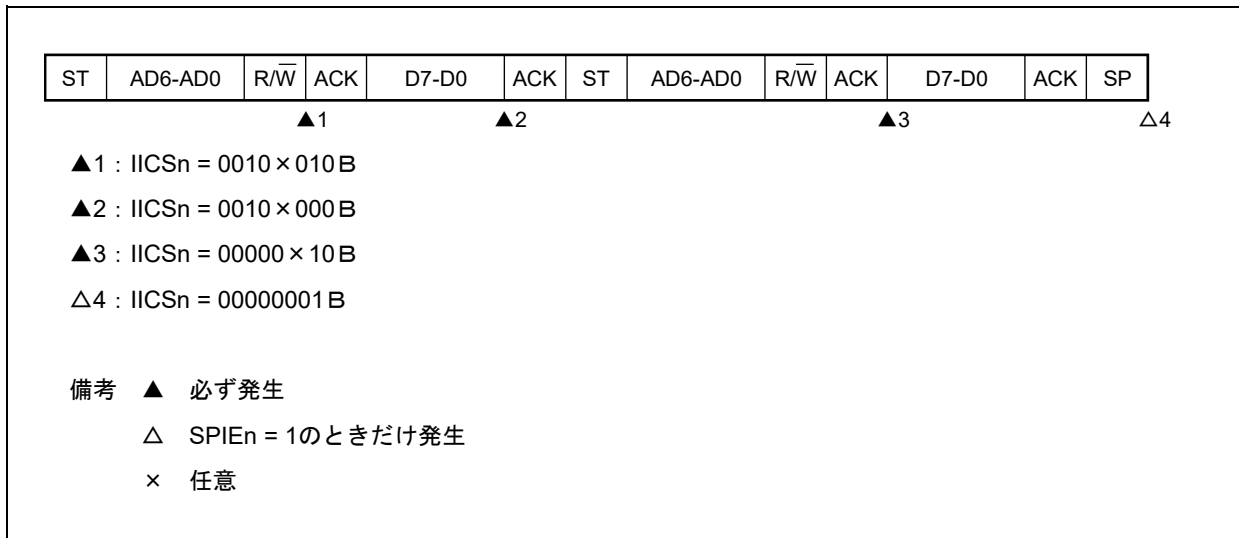 ST AD6-AD0 R/W̅ ACK D7-D0 ACK ST AD6-AD0 R/W̅ ACK D7-D0 ACK SP
▲1 ▲2 ▲3 △4
▲1：IICSn = 0010×010B
▲2：IICSn = 0010×000B
▲3：IICSn = 00000×10B
△4：IICSn = 00000001B
備考 ▲ 必ず発生
△ SPIEn = 1のときだけ発生
× 任意